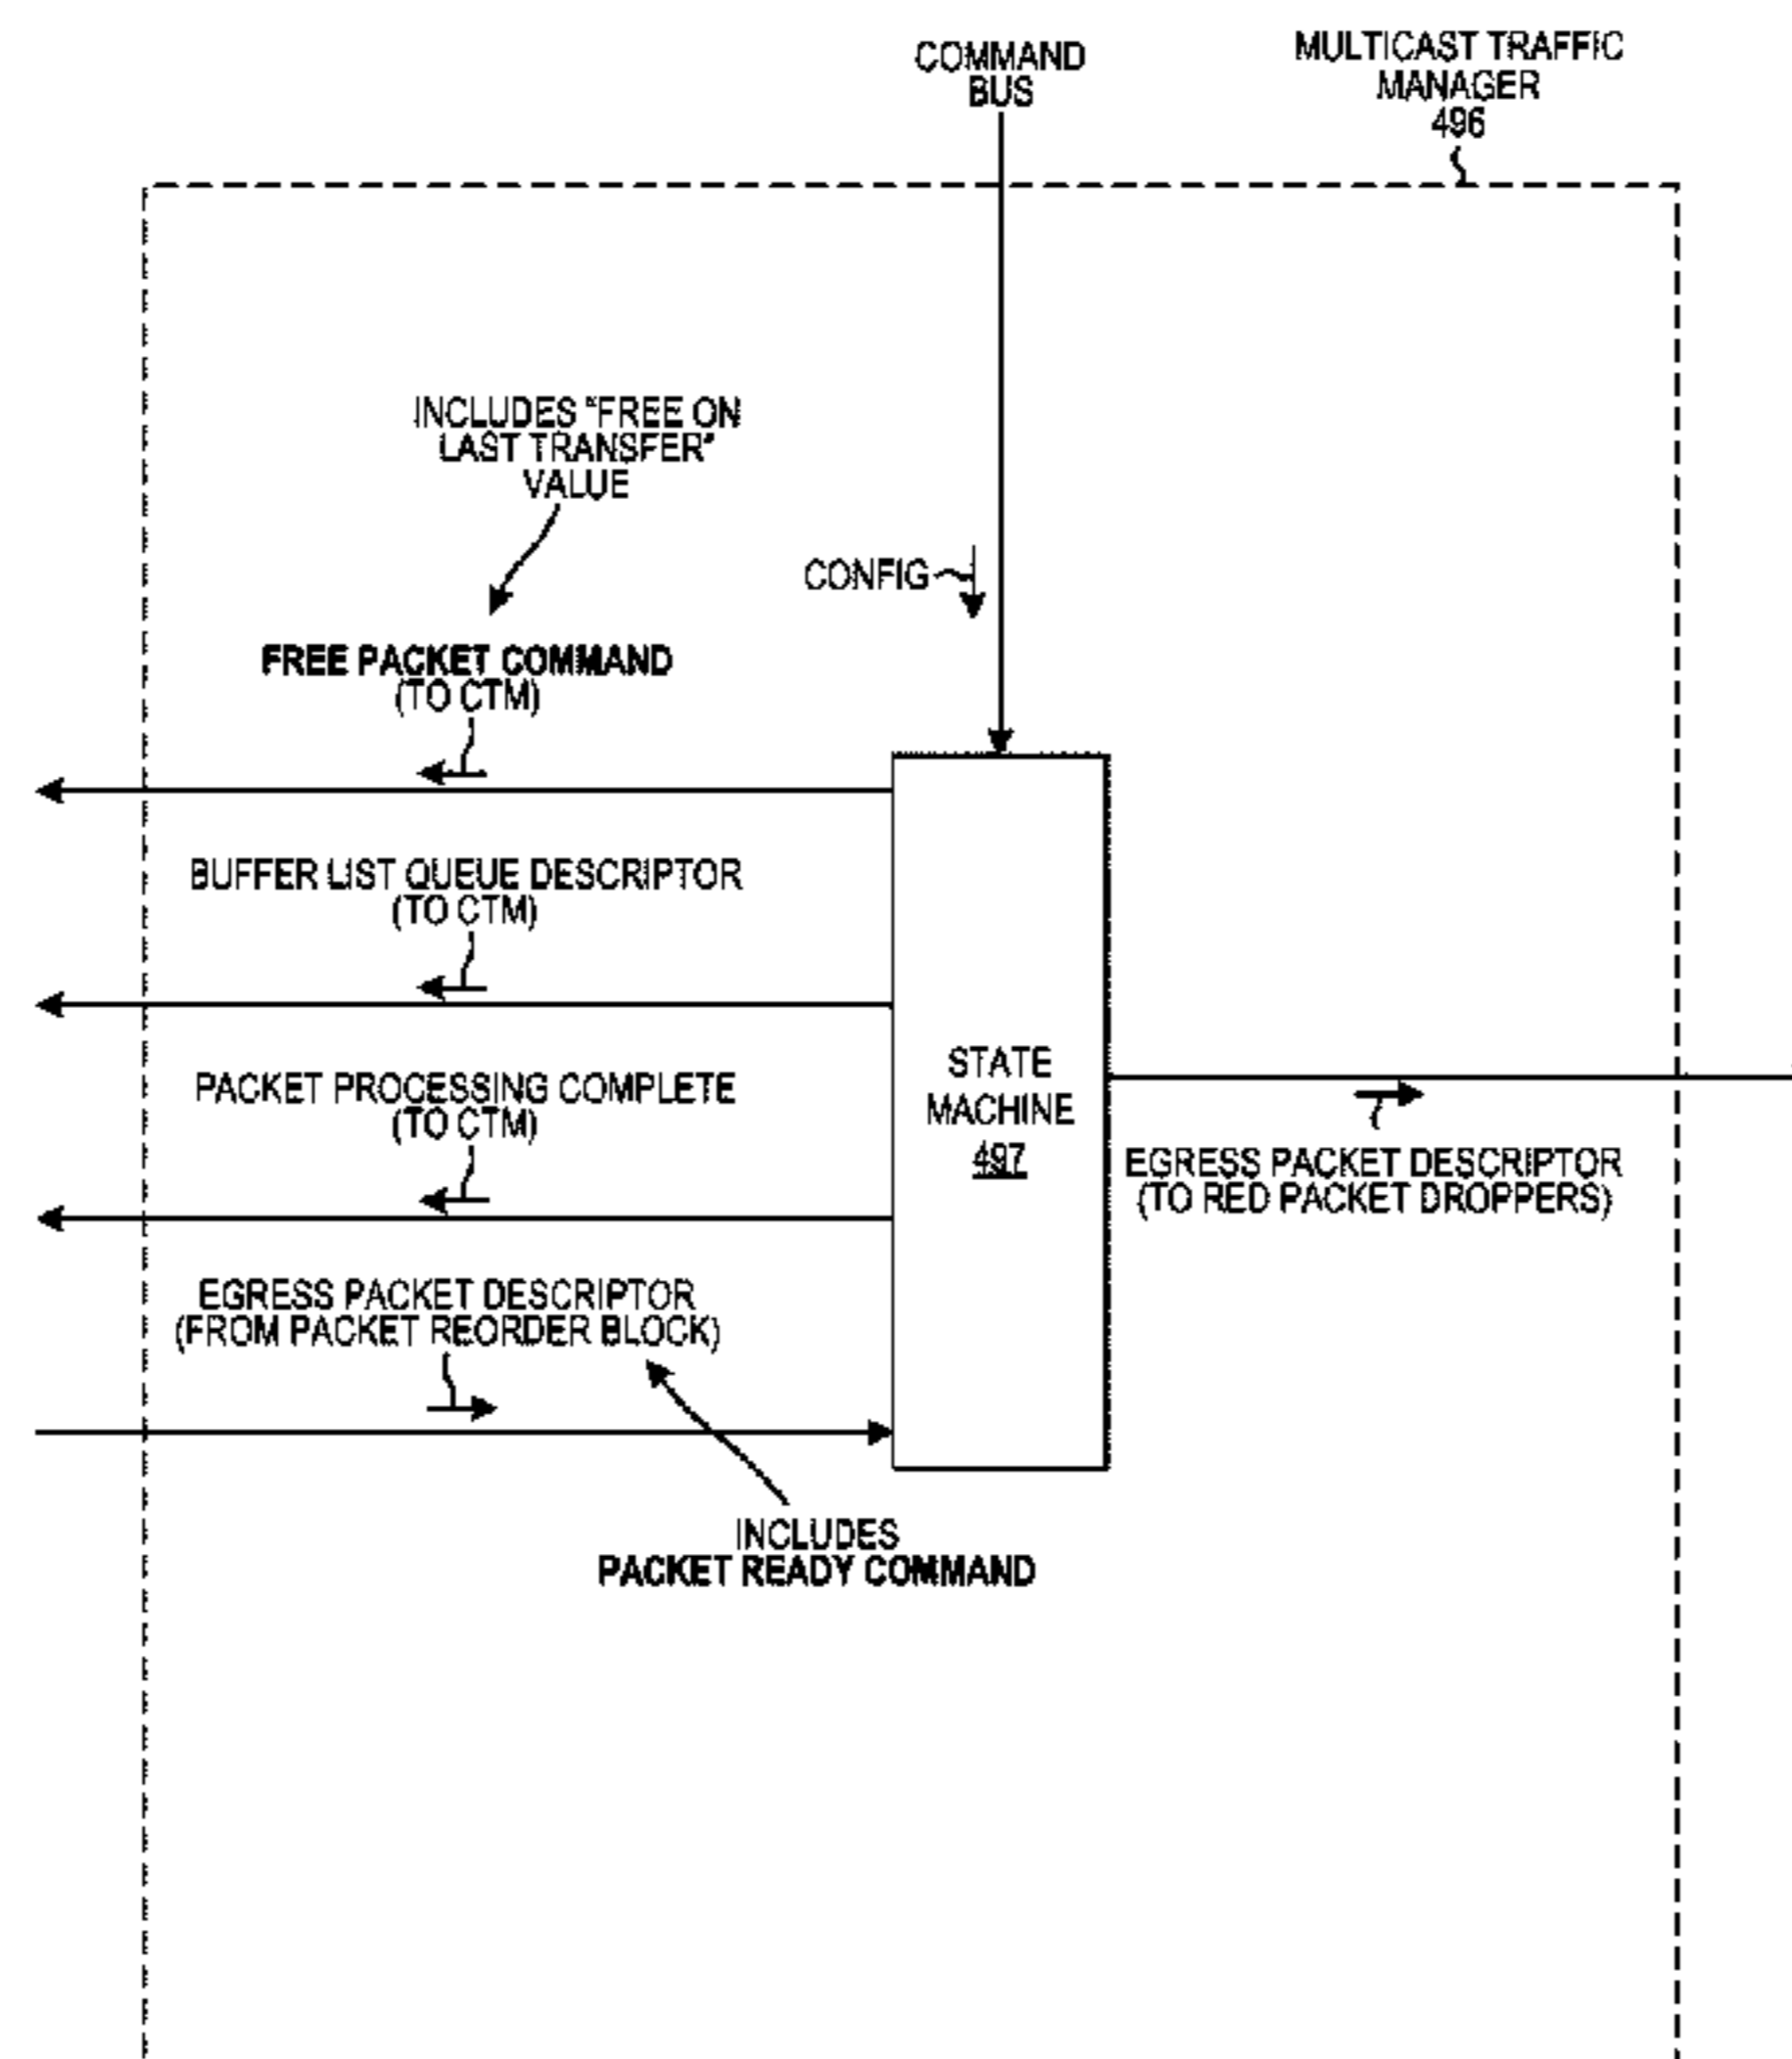 COMMAND
BUS
MULTICAST TRAFFIC
MANAGER
496
INCLUDES "FREE ON
LAST TRANSFER"
VALUE
CONFIG
FREE PACKET COMMAND
(TO CTM)
BUFFER LIST QUEUE DESCRIPTOR
(TO CTM)
PACKET PROCESSING COMPLETE
(TO CTM)
STATE
MACHINE
497
EGRESS PACKET DESCRIPTOR
(TO RED PACKET DROPPERS)
EGRESS PACKET DESCRIPTOR
(FROM PACKET REORDER BLOCK)
INCLUDES
PACKET READY COMMAND